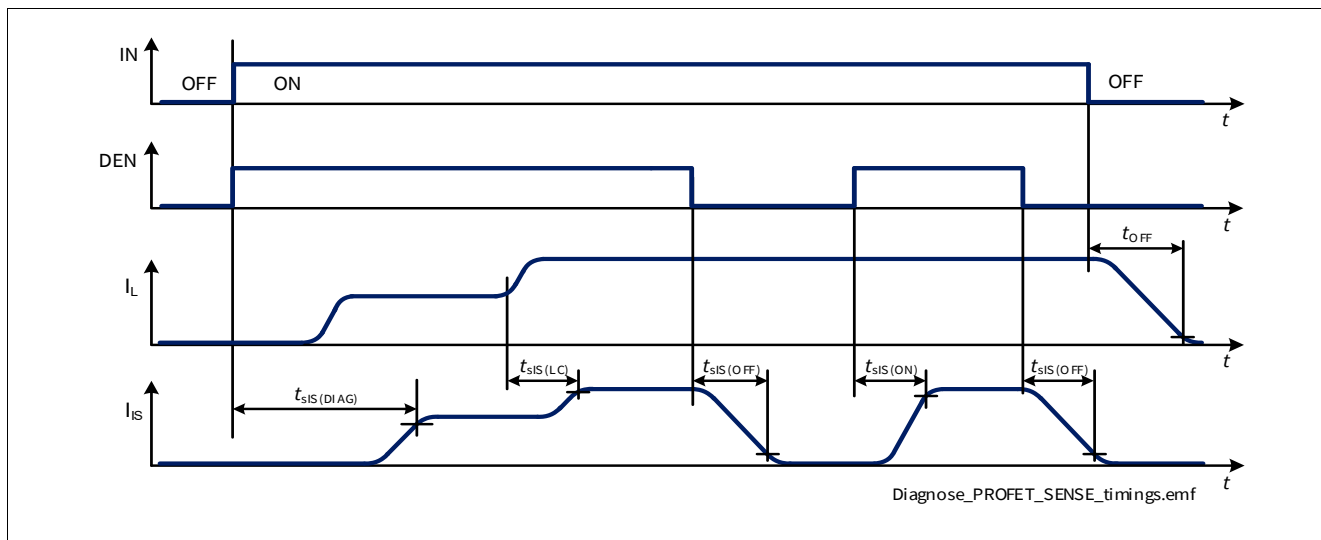 IN
OFF
ON
OFF
t
DEN
t
tOFF
IL
t
tsIS(LC)
tsIS(OFF)
tsIS(ON)
tsIS(OFF)
tsIS(DIAG)
IIS
t
Diagnose_PROFET_SENSE_timings.emf